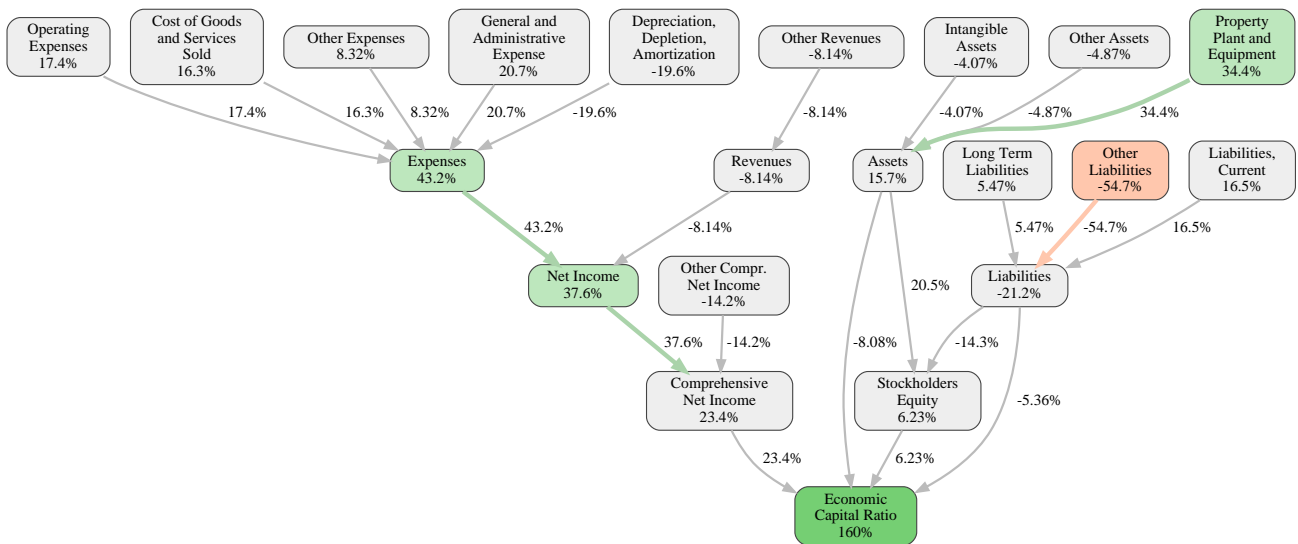 Operating
Expenses
17.4%
Cost of Goods
and Services
Sold
16.3%
Other Expenses
8.32%
General and
Administrative
Expense
20.7%
Depreciation,
Depletion,
Amortization
-19.6%
Other Revenues
-8.14%
Intangible
Assets
-4.07%
Other Assets
-4.87%
Property
Plant and
Equipment
34.4%
17.4%
16.3%
8.32%
20.7%
-19.6%
-8.14%
-4.07%
-4.87%
34.4%
Expenses
43.2%
Revenues
-8.14%
Assets
15.7%
Long Term
Liabilities
5.47%
Other
Liabilities
-54.7%
Liabilities,
Current
16.5%
43.2%
-8.14%
5.47%
-54.7%
16.5%
Net Income
37.6%
Other Compr.
Net Income
-14.2%
20.5%
Liabilities
-21.2%
37.6%
-14.2%
-8.08%
-14.3%
Comprehensive
Net Income
23.4%
Stockholders
Equity
6.23%
-5.36%
23.4%
6.23%
Economic
Capital Ratio
160%